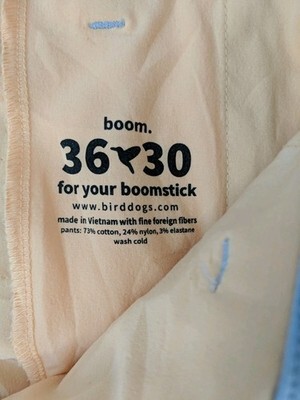 boom.
36 30
for your boomstick
www.birddogs.com
made in Vietnam with fine foreign fibers
pants: 73% cotton, 24% nylon, 3% elastane
wash cold